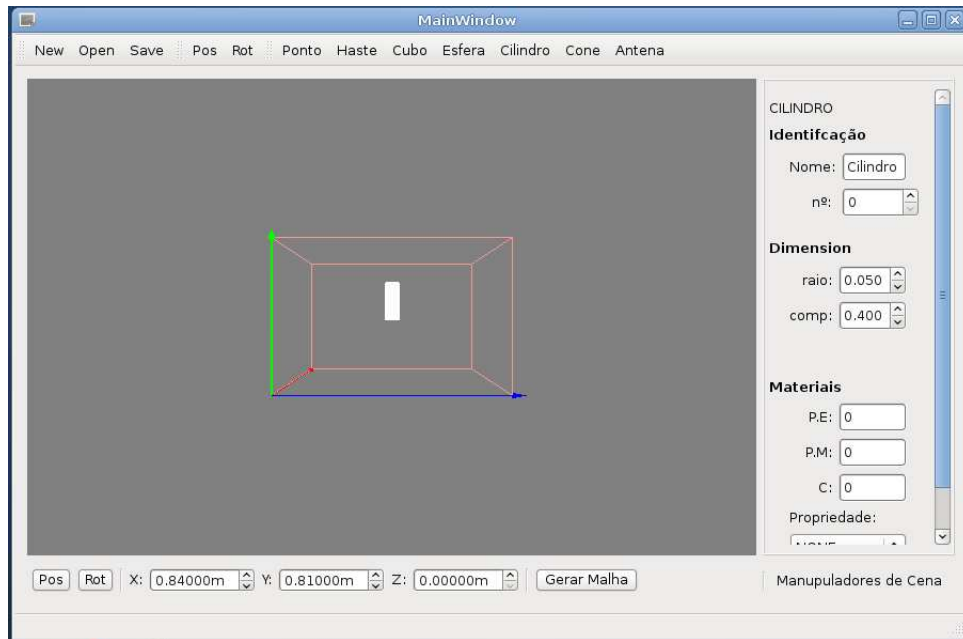 MainWindow
New Open Save Pos Rot Ponto Haste Cubo Esfera Cilindro Cone Antena
CILINDRO
Identifcação
Nome: Cilindro
nº: 0
Dimension
raio: 0.050
comp: 0.400
Materiais
P.E: 0
P.M: 0
C: 0
Propriedade:
NONE
Pos Rot X: 0.84000m Y: 0.81000m Z: 0.00000m Gerar Malha Manupuladores de Cena